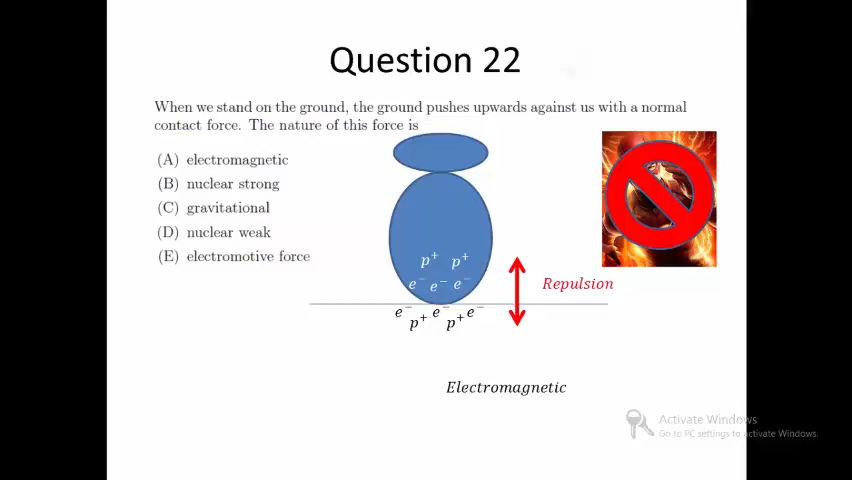 Question 22
When we stand on the ground, the ground pushes upwards against us with a normal
contact force. The nature of this force is
(A) electromagnetic
(B) nuclear strong
(C) gravitational
(D) nuclear weak
(E) electromotive force
p⁺ p⁺
e⁻ e⁻ e⁻
Repulsion
e⁻ e⁻ e⁻
p⁺ p⁺
Electromagnetic
Activate Windows
Go to PC settings to activate Windows.